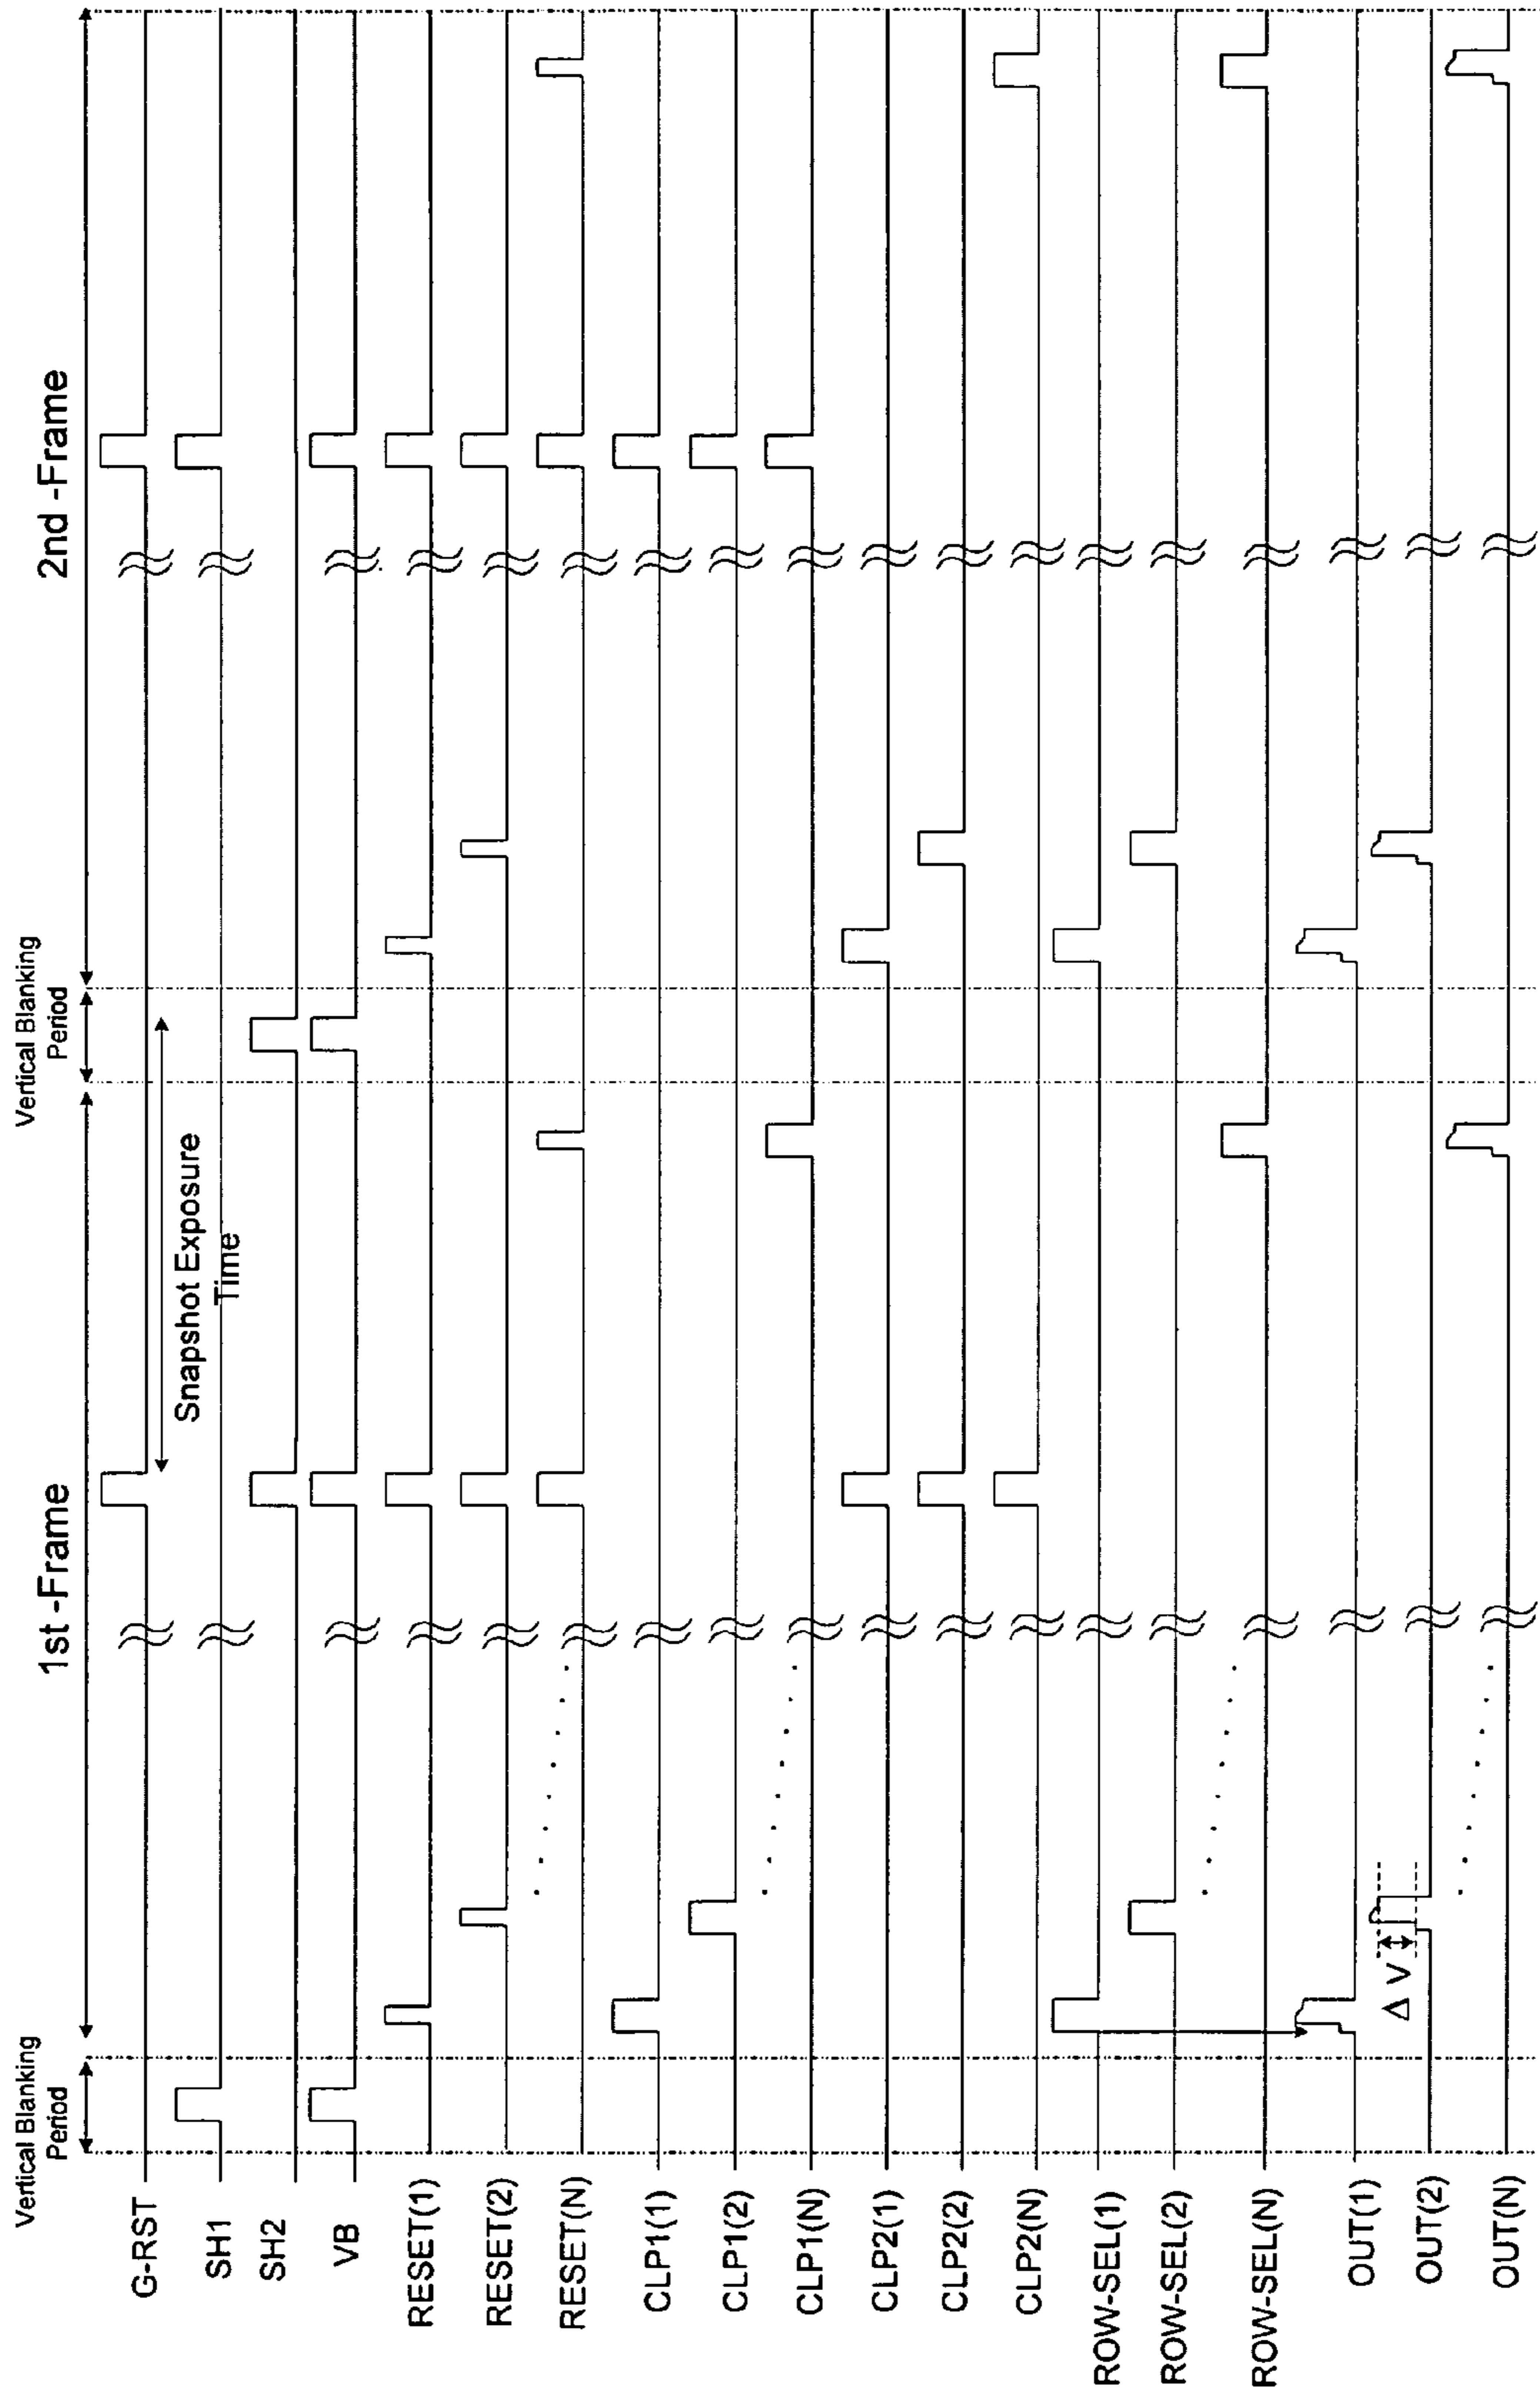 Vertical Blanking
Period
1st -Frame
Vertical Blanking
Period
2nd -Frame
G-RST
Snapshot Exposure
Time
SH1
SH2
VB
RESET(1)
RESET(2)
RESET(N)
CLP1(1)
CLP1(2)
CLP1(N)
CLP2(1)
CLP2(2)
CLP2(N)
ROW-SEL(1)
ROW-SEL(2)
ROW-SEL(N)
OUT(1)
Δ V
OUT(2)
OUT(N)